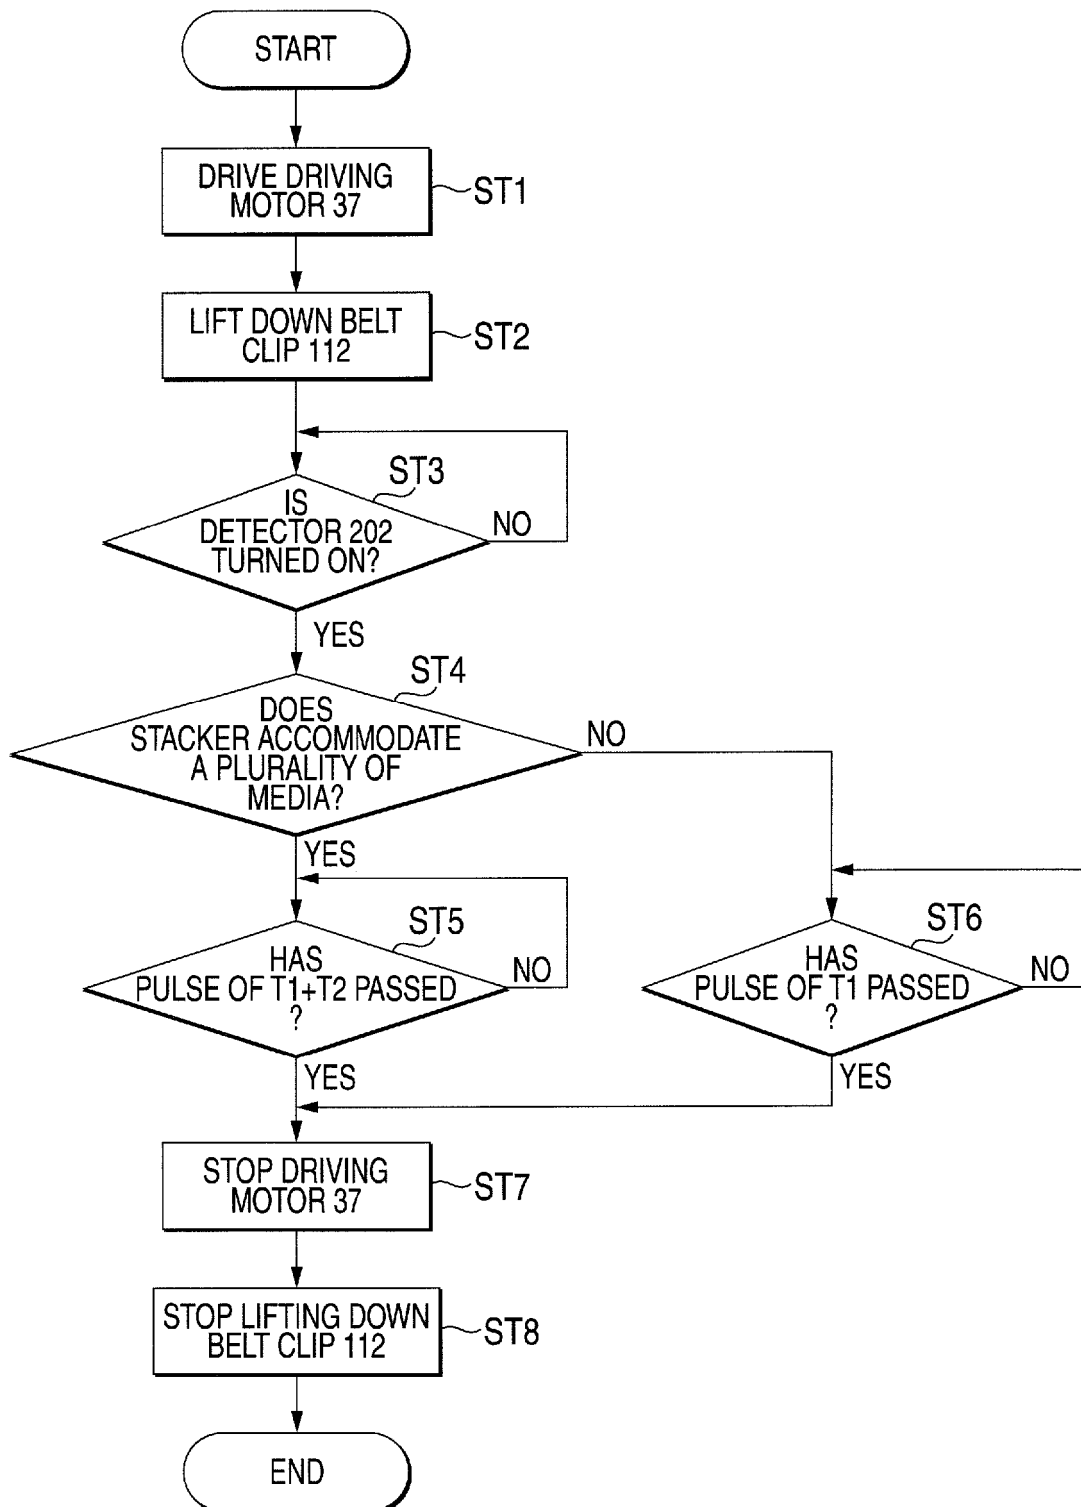 START
DRIVE DRIVING
MOTOR 37
ST1
LIFT DOWN BELT
CLIP 112
ST2
ST3
IS
DETECTOR 202
TURNED ON?
NO
YES
ST4
DOES
STACKER ACCOMMODATE
A PLURALITY OF
MEDIA?
NO
YES
ST5
HAS
PULSE OF T1+T2 PASSED
?
NO
YES
ST6
HAS
PULSE OF T1 PASSED
?
NO
YES
STOP DRIVING
MOTOR 37
ST7
STOP LIFTING DOWN
BELT CLIP 112
ST8
END